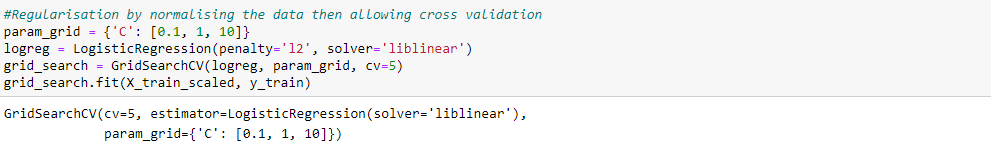 #Regularisation by normalising the data then allowing cross validation
param_grid = {'C': [0.1, 1, 10]}
logreg = LogisticRegression(penalty='l2', solver='liblinear')
grid_search = GridSearchCV(logreg, param_grid, cv=5)
grid_search.fit(X_train_scaled, y_train)
GridSearchCV(cv=5, estimator=LogisticRegression(solver='liblinear'),
             param_grid={'C': [0.1, 1, 10]})